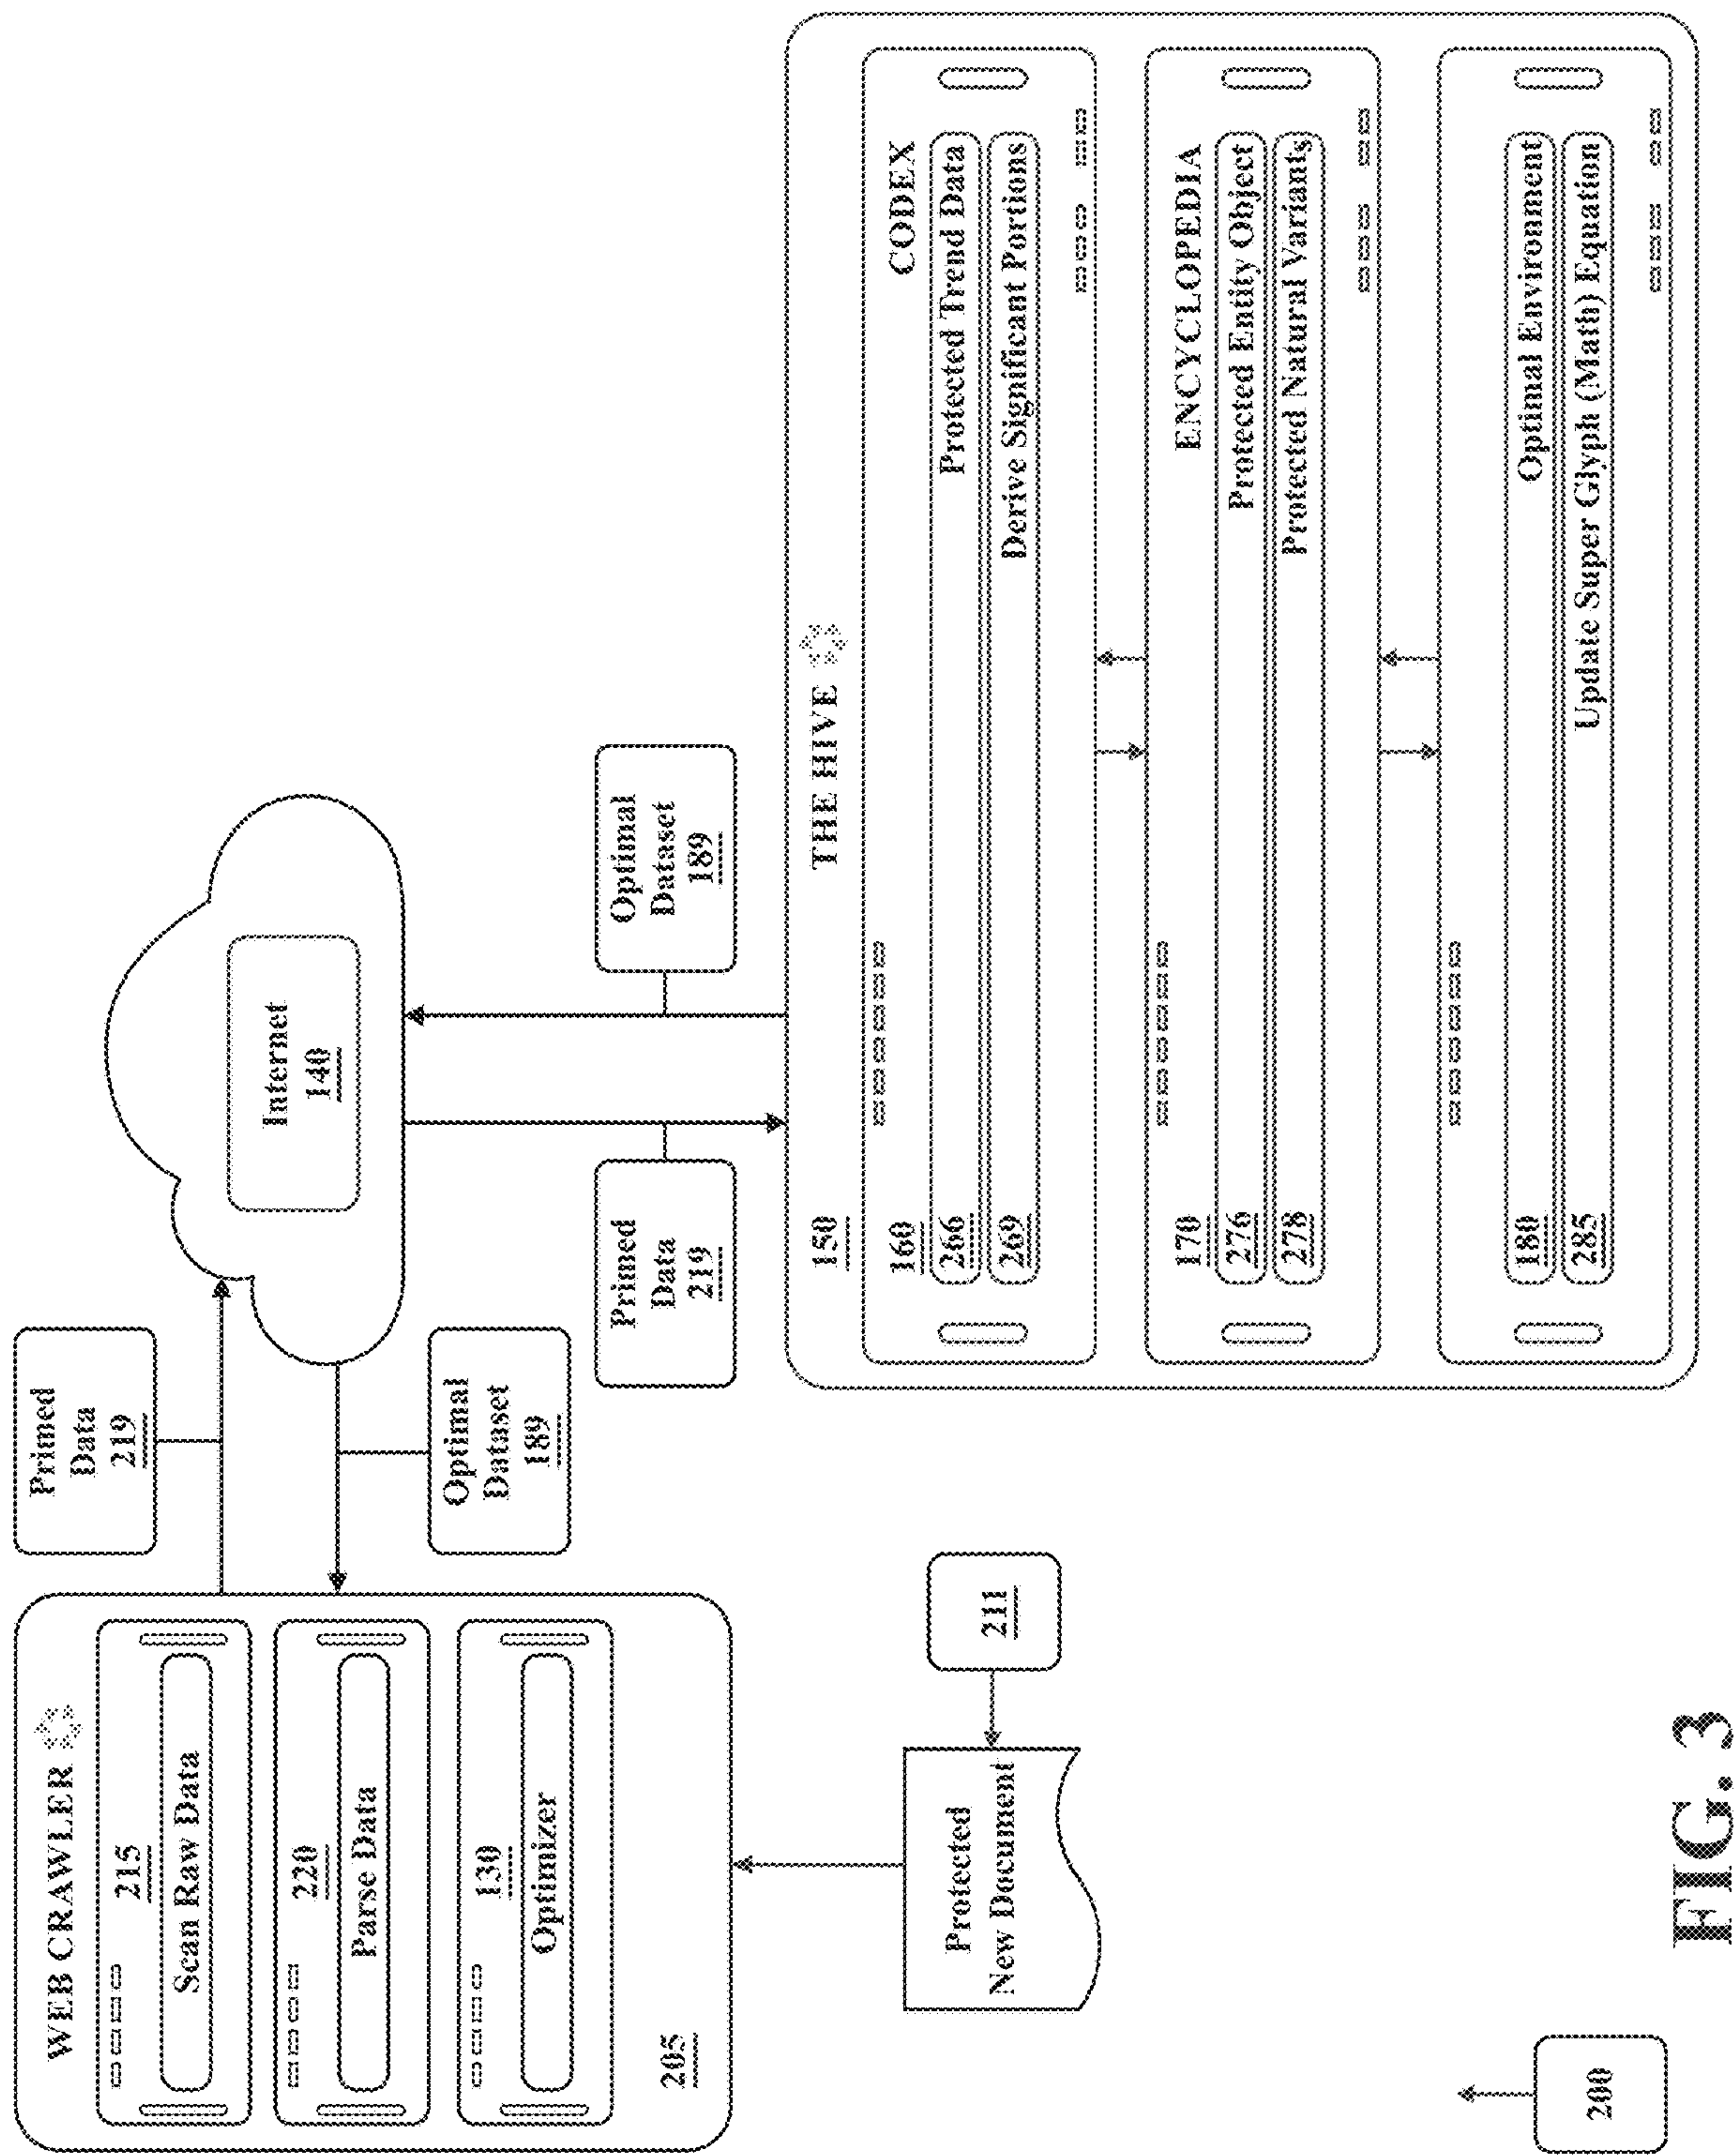 WEB CRAWLER
215
Scan Raw Data
220
Parse Data
130
Optimizer
205
Primed
Data
219
Optimal
Dataset
189
Internet
140
Primed
Data
219
Optimal
Dataset
189
Protected
New Document
211
THE HIVE
150
CODEX
160
266 Protected Trend Data
269 Derive Significant Portions
ENCYCLOPEDIA
170
276 Protected Entity Object
278 Protected Natural Variants
180 Optimal Environment
285 Update Super Glyph (Math) Equation
200
FIG. 3